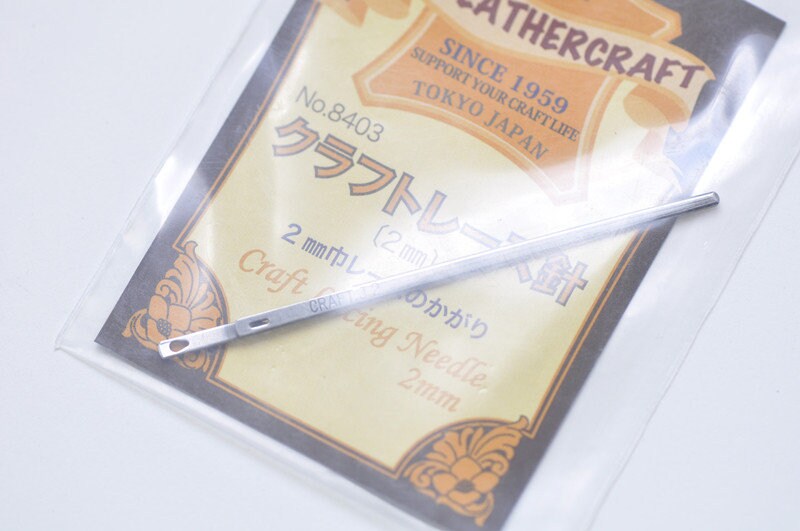 LEATHERCRAFT
SINCE 1959
SUPPORT YOUR CRAFT LIFE
TOKYO JAPAN
No.8403
クラフトレース針
(2㎜)
2㎜巾レースのかがり
Craft Lacing Needle
2mm
CRAFT